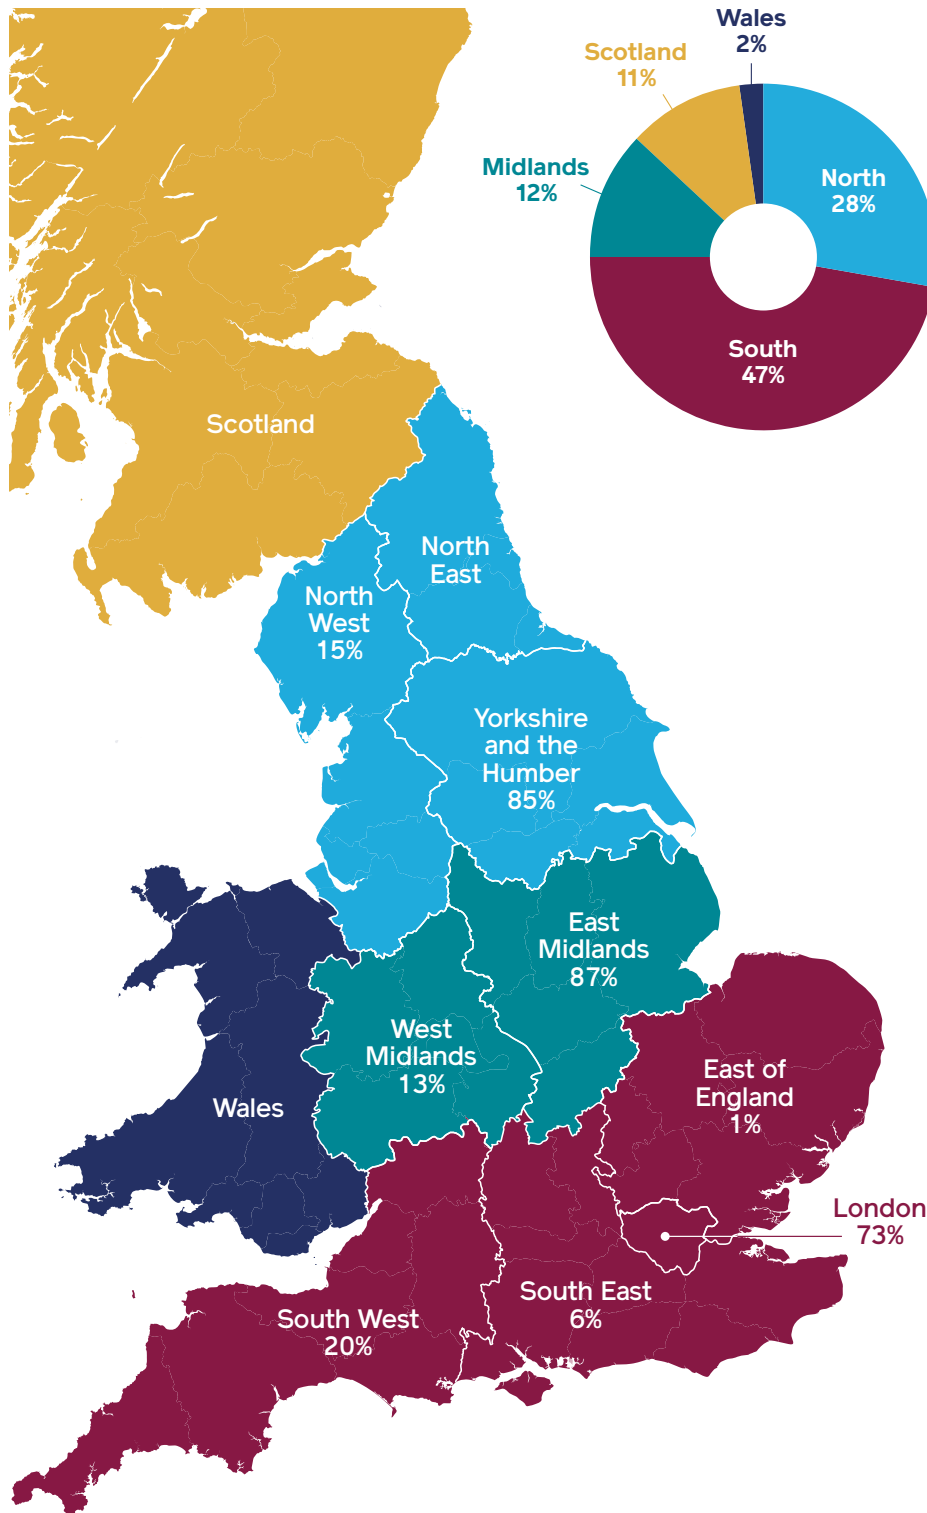 Wales
2%
Scotland
11%
Midlands
12%
North
28%
South
47%
Scotland
North
East
North
West
15%
Yorkshire
and the
Humber
85%
East
Midlands
87%
West
Midlands
13%
East of
England
1%
Wales
London
73%
South East
6%
South West
20%